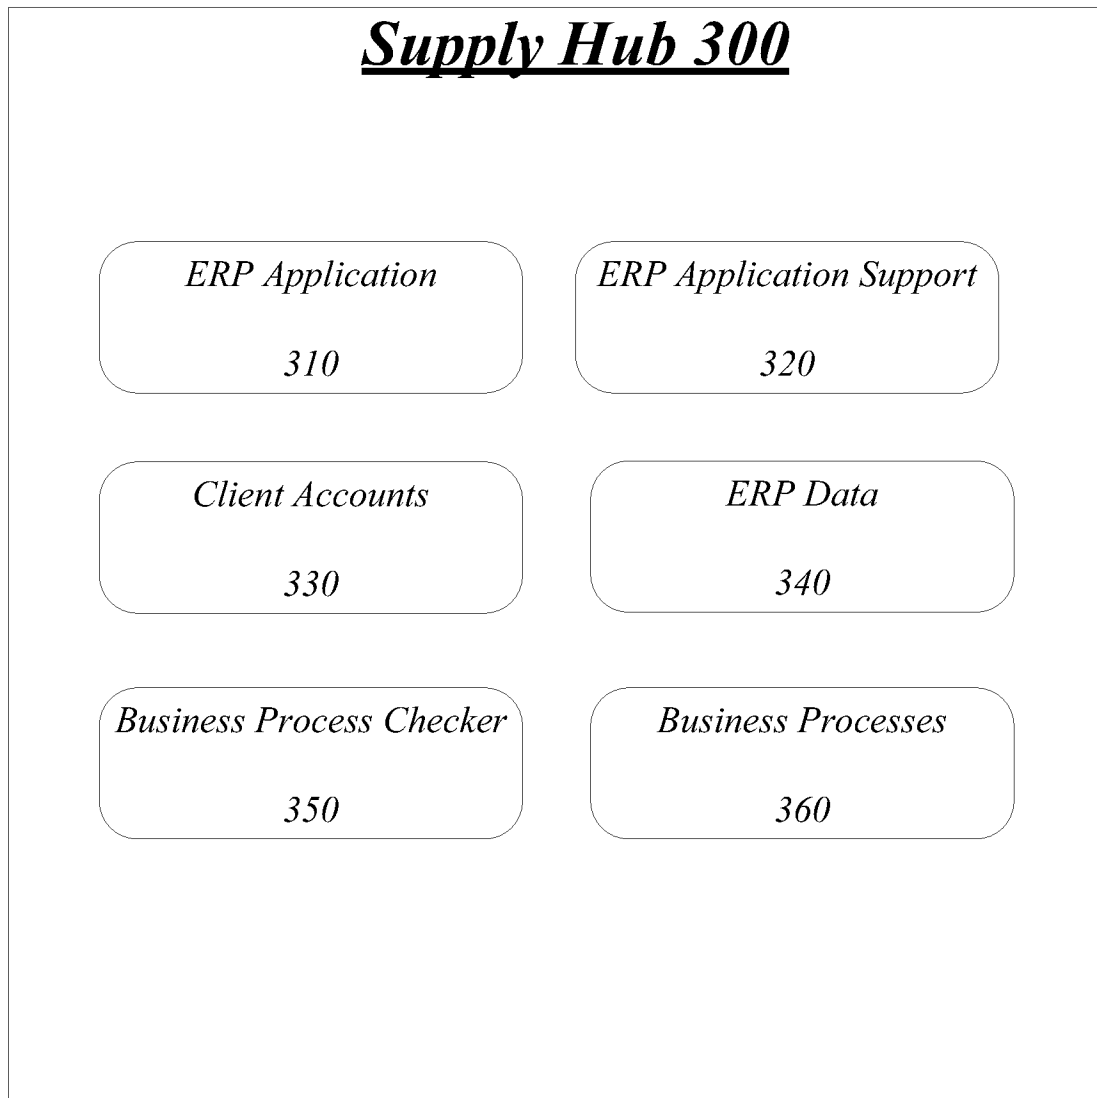 Supply Hub 300
ERP Application
310
ERP Application Support
320
Client Accounts
330
ERP Data
340
Business Process Checker
350
Business Processes
360